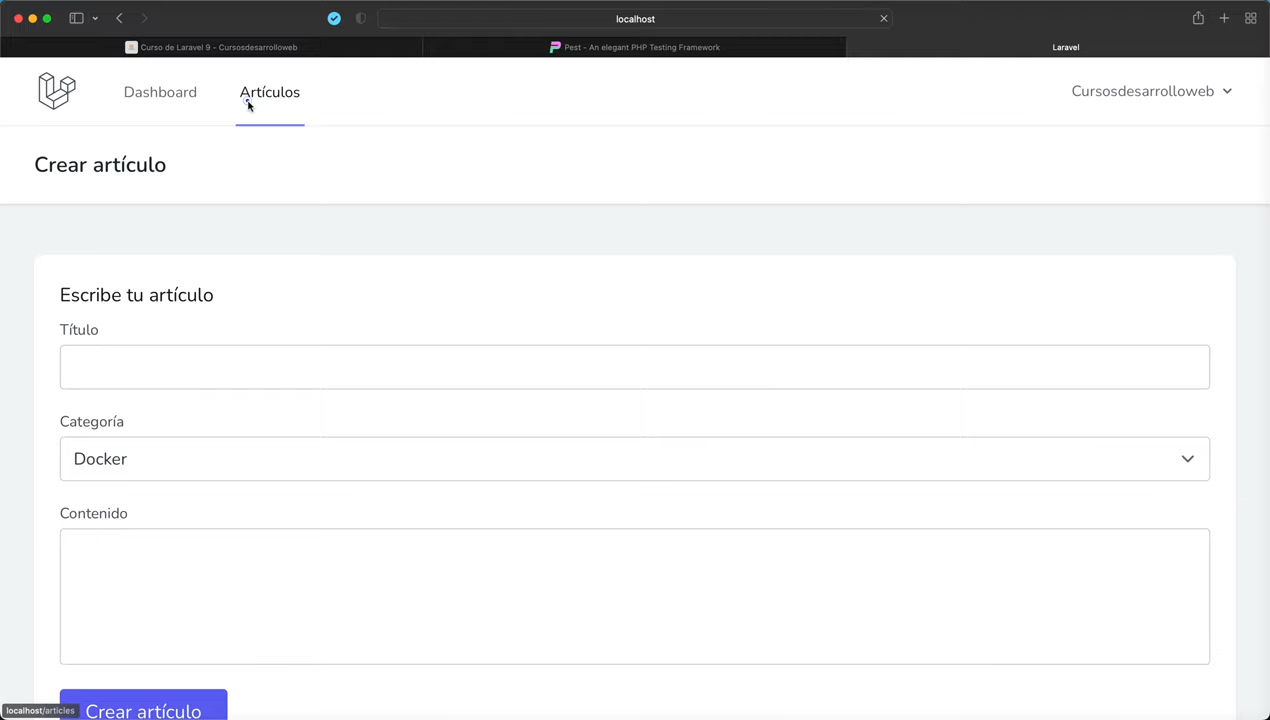 localhost
Curso de Laravel 9 - Cursosdesarrolloweb
Pest - An elegant PHP Testing Framework
Laravel
Dashboard
Artículos
Cursosdesarrolloweb
Crear artículo
Escribe tu artículo
Título
Categoría
Docker
Contenido
Crear artículo
localhost/articles